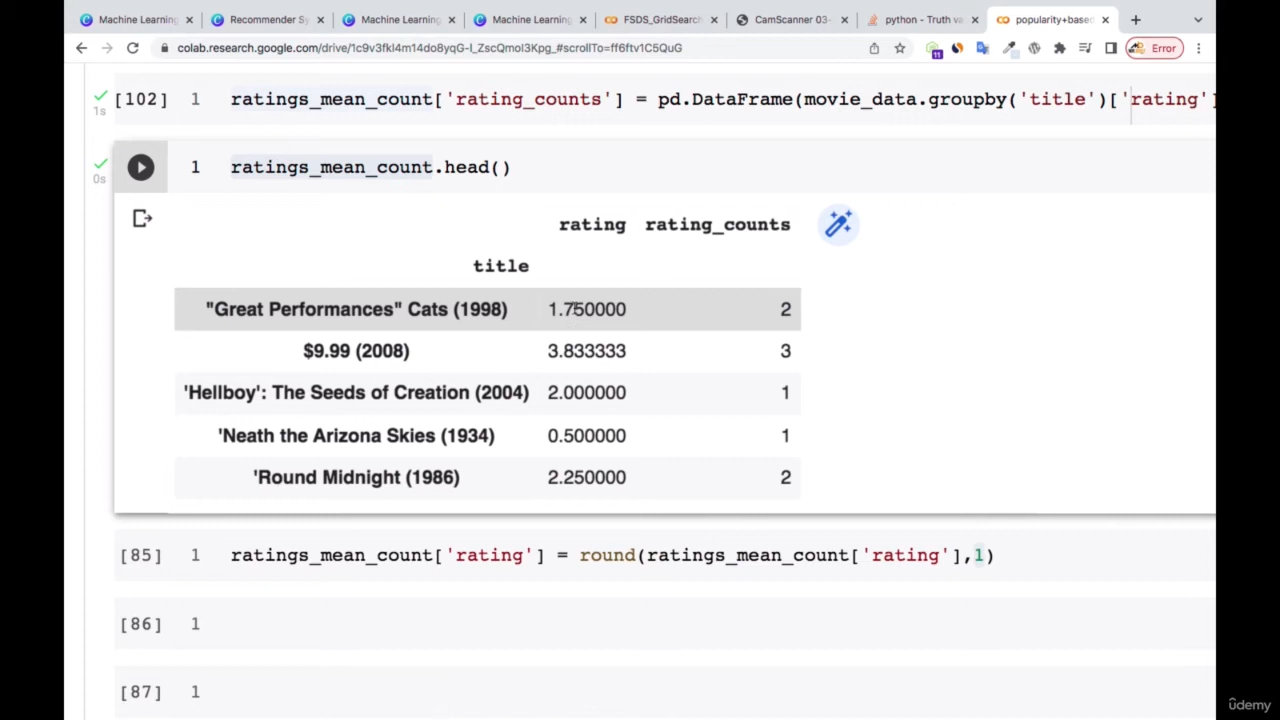 Machine Learning
Recommender Sy
Machine Learning
Machine Learning
FSDS_GridSearch
CamScanner 03-
python - Truth va
popularity+based
colab.research.google.com/drive/1c9v3fkl4m14do8yqG-l_ZscQmoI3Kpg_#scrollTo=ff6ftv1C5QuG
11
Error
[102] 1 ratings_mean_count['rating_counts'] = pd.DataFrame(movie_data.groupby('title')['rating']
1s
1 ratings_mean_count.head()
0s
rating rating_counts
title
"Great Performances" Cats (1998) 1.750000 2
$9.99 (2008) 3.833333 3
'Hellboy': The Seeds of Creation (2004) 2.000000 1
'Neath the Arizona Skies (1934) 0.500000 1
'Round Midnight (1986) 2.250000 2
[85] 1 ratings_mean_count['rating'] = round(ratings_mean_count['rating'],1)
[86] 1
[87] 1
ûdemy